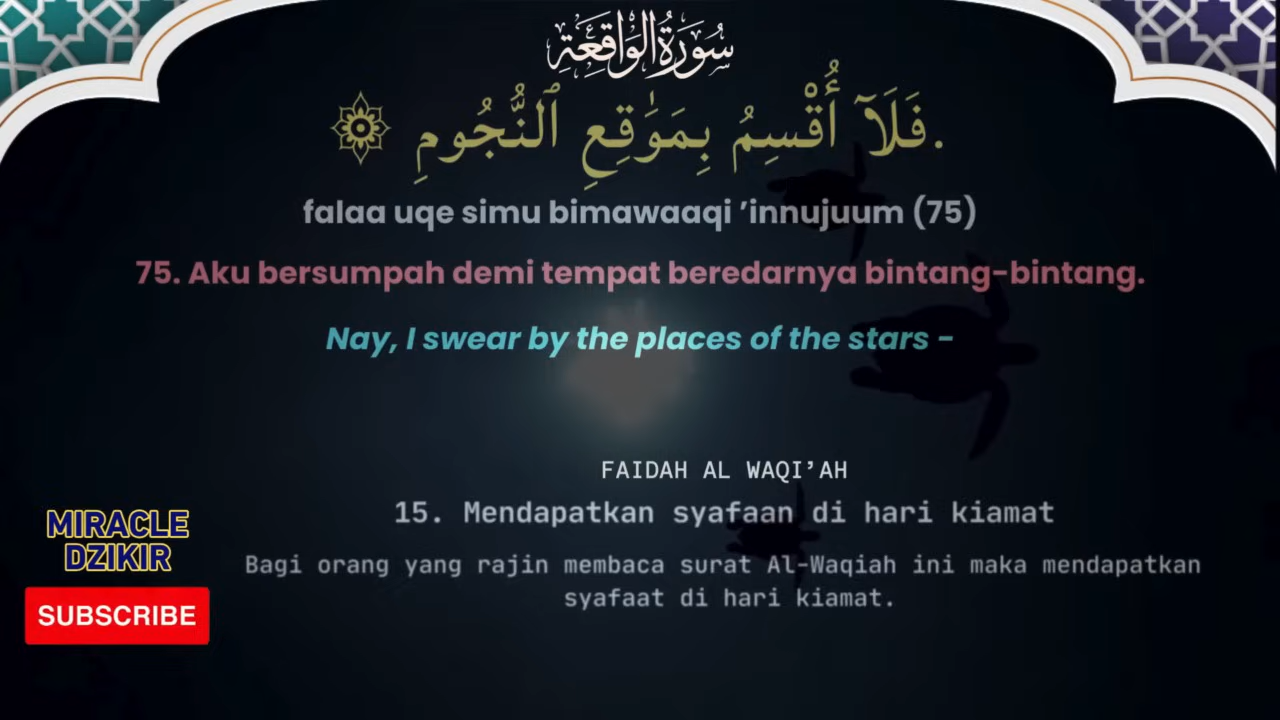 سُورَةُ الْوَاقِعَةِ
فَلَآ أُقْسِمُ بِمَوَٰقِعِ ٱلنُّجُومِ.
falaa uqe simu bimawaaqi ’innujuum (75)
75. Aku bersumpah demi tempat beredarnya bintang-bintang.
Nay, I swear by the places of the stars -
FAIDAH AL WAQI’AH
15. Mendapatkan syafaan di hari kiamat
Bagi orang yang rajin membaca surat Al-Waqiah ini maka mendapatkan
syafaat di hari kiamat.
MIRACLE
DZIKIR
SUBSCRIBE